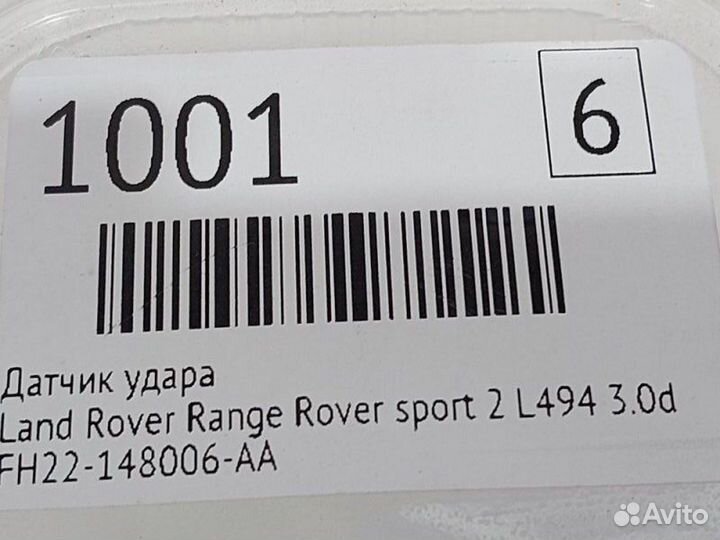 1001
6
Датчик удара
Land Rover Range Rover sport 2 L494 3.0d
FH22-148006-AA
Avito